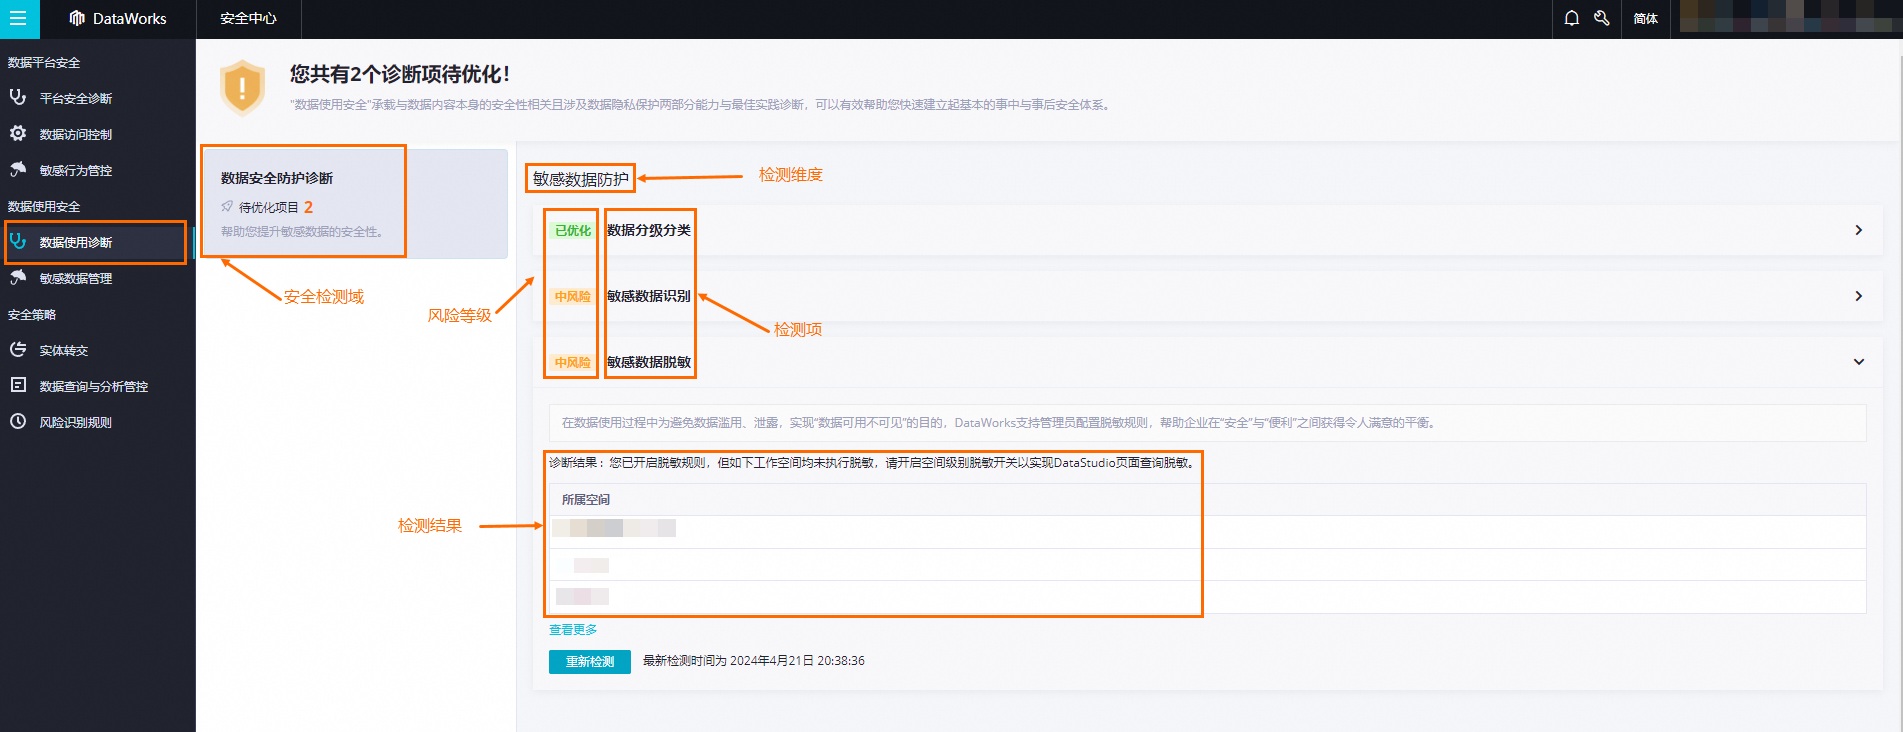 DataWorks
安全中心
简体
数据平台安全
平台安全诊断
数据访问控制
敏感行为管控
数据使用安全
数据使用诊断
敏感数据管理
安全策略
实体转交
数据查询与分析管控
风险识别规则
您共有2个诊断项待优化！
"数据使用安全"承载与数据内容本身的安全性相关且涉及数据隐私保护两部分能力与最佳实践诊断，可以有效帮助您快速建立起基本的事中与事后安全体系。
数据安全防护诊断
待优化项目 2
帮助您提升敏感数据的安全性。
安全检测域
敏感数据防护
检测维度
已优化 数据分级分类
中风险 敏感数据识别
风险等级
检测项
中风险 敏感数据脱敏
在数据使用过程中为避免数据滥用、泄露，实现“数据可用不可见”的目的，DataWorks支持管理员配置脱敏规则，帮助企业在“安全”与“便利”之间获得令人满意的平衡。
诊断结果：您已开启脱敏规则，但如下工作空间均未执行脱敏，请开启空间级别脱敏开关以实现DataStudio页面查询脱敏。
所属空间
检测结果
查看更多
重新检测 最新检测时间为 2024年4月21日 20:38:36